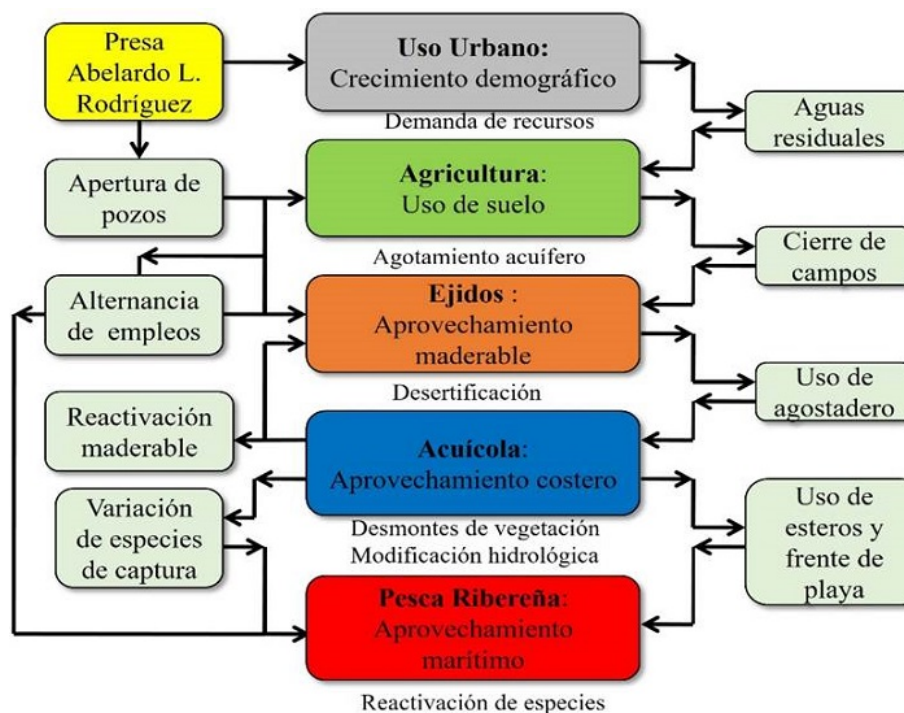 Presa
Abelardo L.
Rodríguez
Uso Urbano:
Crecimiento demográfico
Demanda de recursos
Aguas
residuales
Apertura de
pozos
Agricultura:
Uso de suelo
Agotamiento acuífero
Cierre de
campos
Alternancia
de empleos
Ejidos :
Aprovechamiento
maderable
Desertificación
Uso de
agostadero
Reactivación
maderable
Acuícola:
Aprovechamiento costero
Desmontes de vegetación
Modificación hidrológica
Variación
de especies
de captura
Uso de
esteros y
frente de
playa
Pesca Ribereña:
Aprovechamiento
marítimo
Reactivación de especies